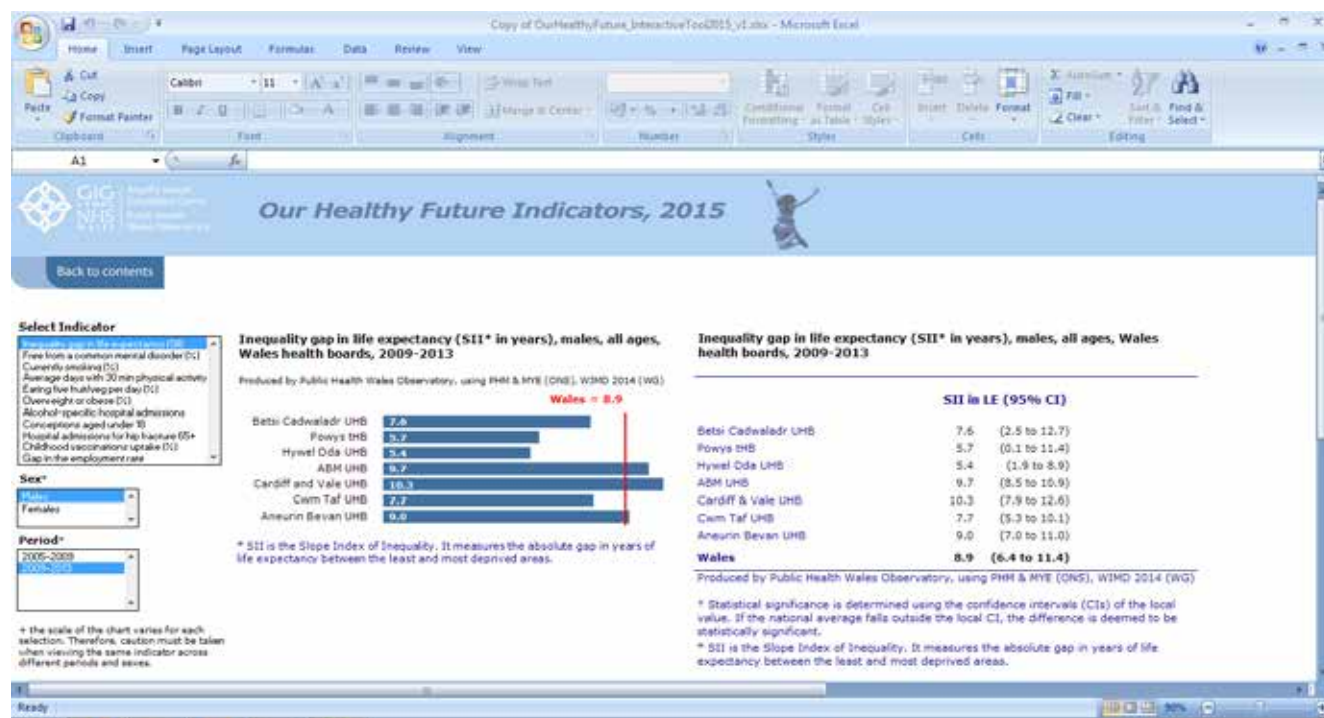 Copy of OurHealthyFuture_InteractiveTool2015_v1.xlsx - Microsoft Excel
Home Insert Page Layout Formulas Data Review View
Cut
Copy
Format Painter
Paste
Clipboard
Calibri 11
Font
Wrap Text
Merge & Center
Alignment
Number
Conditional Formatting
Format as Table
Cell Styles
Styles
Insert Delete Format
Cells
AutoSum
Fill
Clear
Sort & Filter
Find & Select
Editing
A1
fx
GIG
NHS
Our Healthy Future Indicators, 2015
Back to contents
Select Indicator
Inequality gap in life expectancy
Free from a common mental disorder (%)
Currently smoking (%)
Average days with 30 min physical activity
Eating five fruit/veg per day (%)
Overweight or obese (%)
Alcohol-specific hospital admissions
Conceptions aged under 18
Hospital admissions for hip fracture 65+
Childhood vaccinations uptake (%)
Gap in the employment rate
Sex+
Males
Females
Period+
2005-2009
2009-2013
+ the scale of the chart varies for each
selection. Therefore, caution must be taken
when viewing the same indicator across
different periods and sexes.
Inequality gap in life expectancy (SII* in years), males, all ages,
Wales health boards, 2009-2013
Produced by Public Health Wales Observatory, using PHM & MYE (ONS), WIMD 2014 (WG)
Wales = 8.9
Betsi Cadwaladr UHB 7.6
Powys tHB 5.7
Hywel Dda UHB 5.4
ABM UHB 9.7
Cardiff and Vale UHB 10.3
Cwm Taf UHB 7.7
Aneurin Bevan UHB 9.0
* SII is the Slope Index of Inequality. It measures the absolute gap in years of
life expectancy between the least and most deprived areas.
Inequality gap in life expectancy (SII* in years), males, all ages, Wales
health boards, 2009-2013
SII in LE (95% CI)
Betsi Cadwaladr UHB 7.6 (2.5 to 12.7)
Powys tHB 5.7 (0.1 to 11.4)
Hywel Dda UHB 5.4 (1.9 to 8.9)
ABM UHB 9.7 (8.5 to 10.9)
Cardiff & Vale UHB 10.3 (7.9 to 12.6)
Cwm Taf UHB 7.7 (5.3 to 10.1)
Aneurin Bevan UHB 9.0 (7.0 to 11.0)
Wales 8.9 (6.4 to 11.4)
Produced by Public Health Wales Observatory, using PHM & MYE (ONS), WIMD 2014 (WG)
* Statistical significance is determined using the confidence intervals (CIs) of the local
value. If the national average falls outside the local CI, the difference is deemed to be
statistically significant.
* SII is the Slope Index of Inequality. It measures the absolute gap in years of life
expectancy between the least and most deprived areas.
Ready
90%